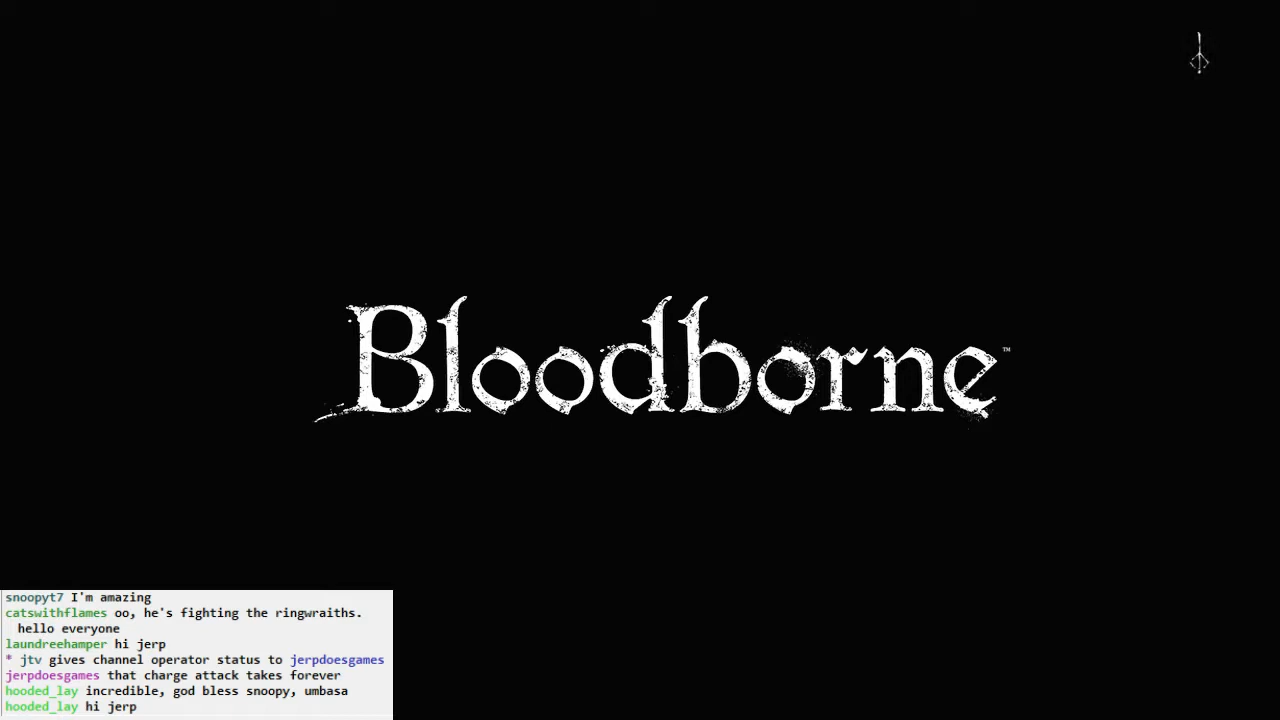 Bloodborne™
snoopyt7 I'm amazing
catswithflames oo, he's fighting the ringwraiths.
hello everyone
laundreehamper hi jerp
* jtv gives channel operator status to jerpdoesgames
jerpdoesgames that charge attack takes forever
hooded_lay incredible, god bless snoopy, umbasa
hooded_lay hi jerp